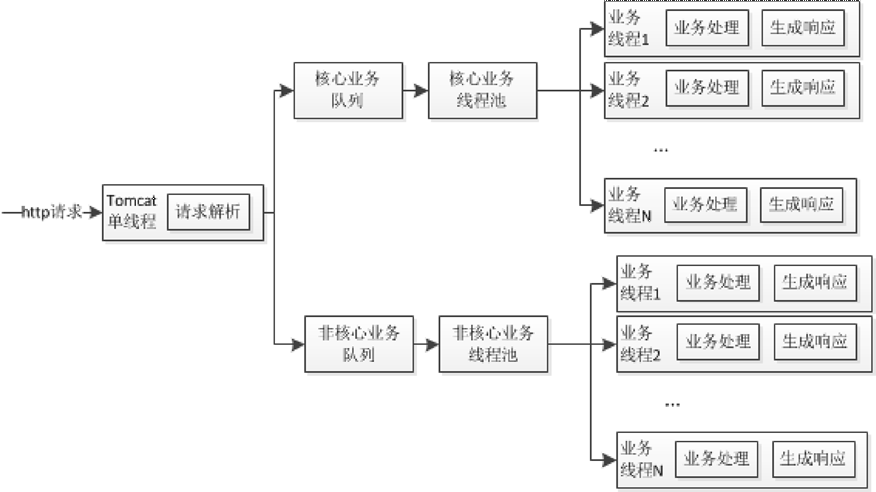 http请求
Tomcat
单线程
请求解析
核心业务
队列
核心业务
线程池
业务
线程1
业务处理
生成响应
业务
线程2
业务处理
生成响应
...
业务
线程N
业务处理
生成响应
非核心业务
队列
非核心业务
线程池
业务
线程1
业务处理
生成响应
业务
线程2
业务处理
生成响应
...
业务
线程N
业务处理
生成响应